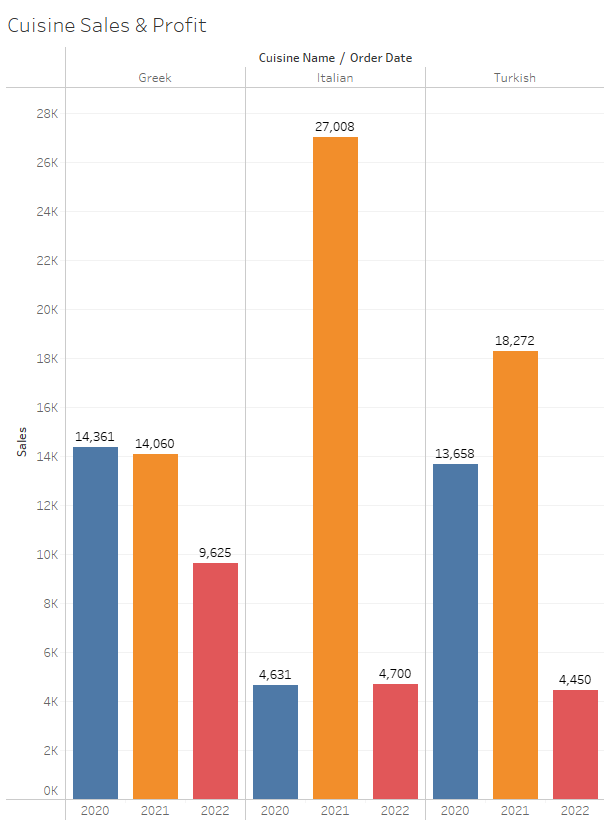 Cuisine Sales & Profit
Cuisine Name / Order Date
Greek Italian Turkish
28K
27,008
26K
24K
22K
20K
18,272
18K
16K
14,361 14,060 13,658
Sales
14K
12K
10K
9,625
8K
6K
4,631 4,700 4,450
4K
2K
0K
2020 2021 2022 2020 2021 2022 2020 2021 2022